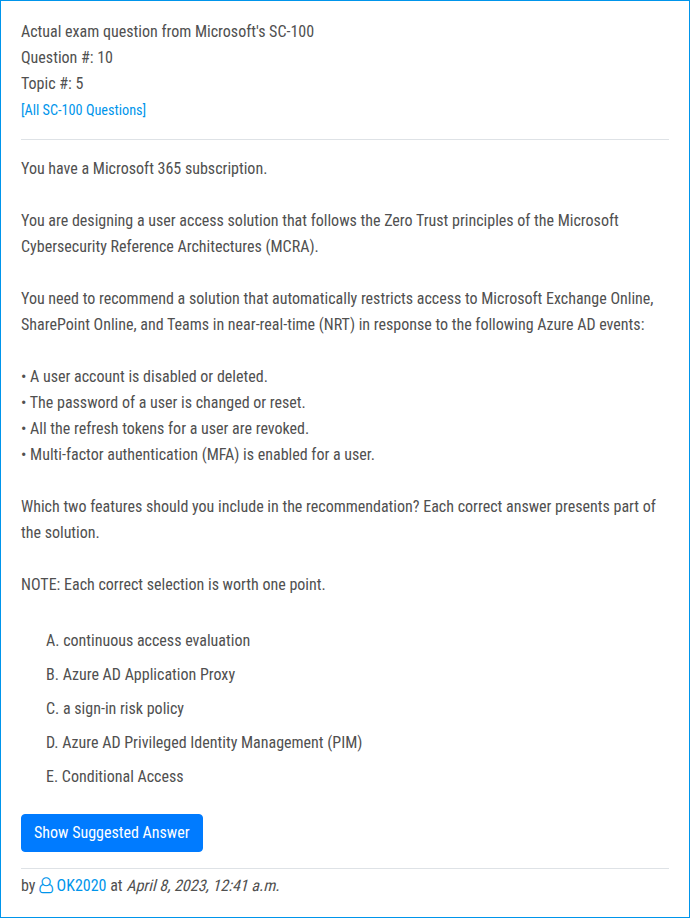 Actual exam question from Microsoft's SC-100
Question #: 10
Topic #: 5
[All SC-100 Questions]
You have a Microsoft 365 subscription.
You are designing a user access solution that follows the Zero Trust principles of the Microsoft
Cybersecurity Reference Architectures (MCRA).
You need to recommend a solution that automatically restricts access to Microsoft Exchange Online,
SharePoint Online, and Teams in near-real-time (NRT) in response to the following Azure AD events:
• A user account is disabled or deleted.
• The password of a user is changed or reset.
• All the refresh tokens for a user are revoked.
• Multi-factor authentication (MFA) is enabled for a user.
Which two features should you include in the recommendation? Each correct answer presents part of
the solution.
NOTE: Each correct selection is worth one point.
A. continuous access evaluation
B. Azure AD Application Proxy
C. a sign-in risk policy
D. Azure AD Privileged Identity Management (PIM)
E. Conditional Access
Show Suggested Answer
by OK2020 at April 8, 2023, 12:41 a.m.